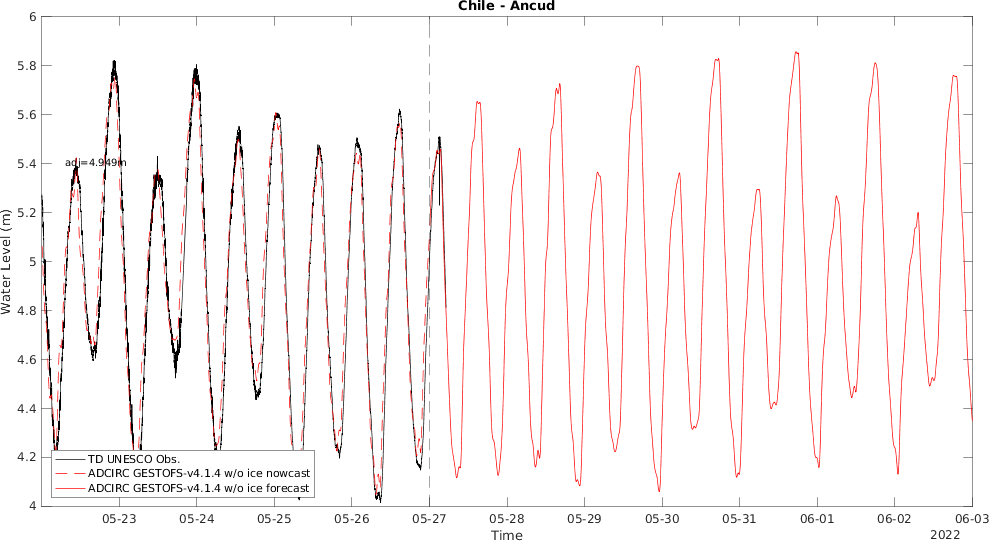 Chile - Ancud
Water Level (m)
6
5.8
5.6
5.4
5.2
5
4.8
4.6
4.4
4.2
4
adj=4.949m
TD UNESCO Obs.
ADCIRC GESTOFS-v4.1.4 w/o ice nowcast
ADCIRC GESTOFS-v4.1.4 w/o ice forecast
05-23 05-24 05-25 05-26 05-27 05-28 05-29 05-30 05-31 06-01 06-02 06-03
Time
2022